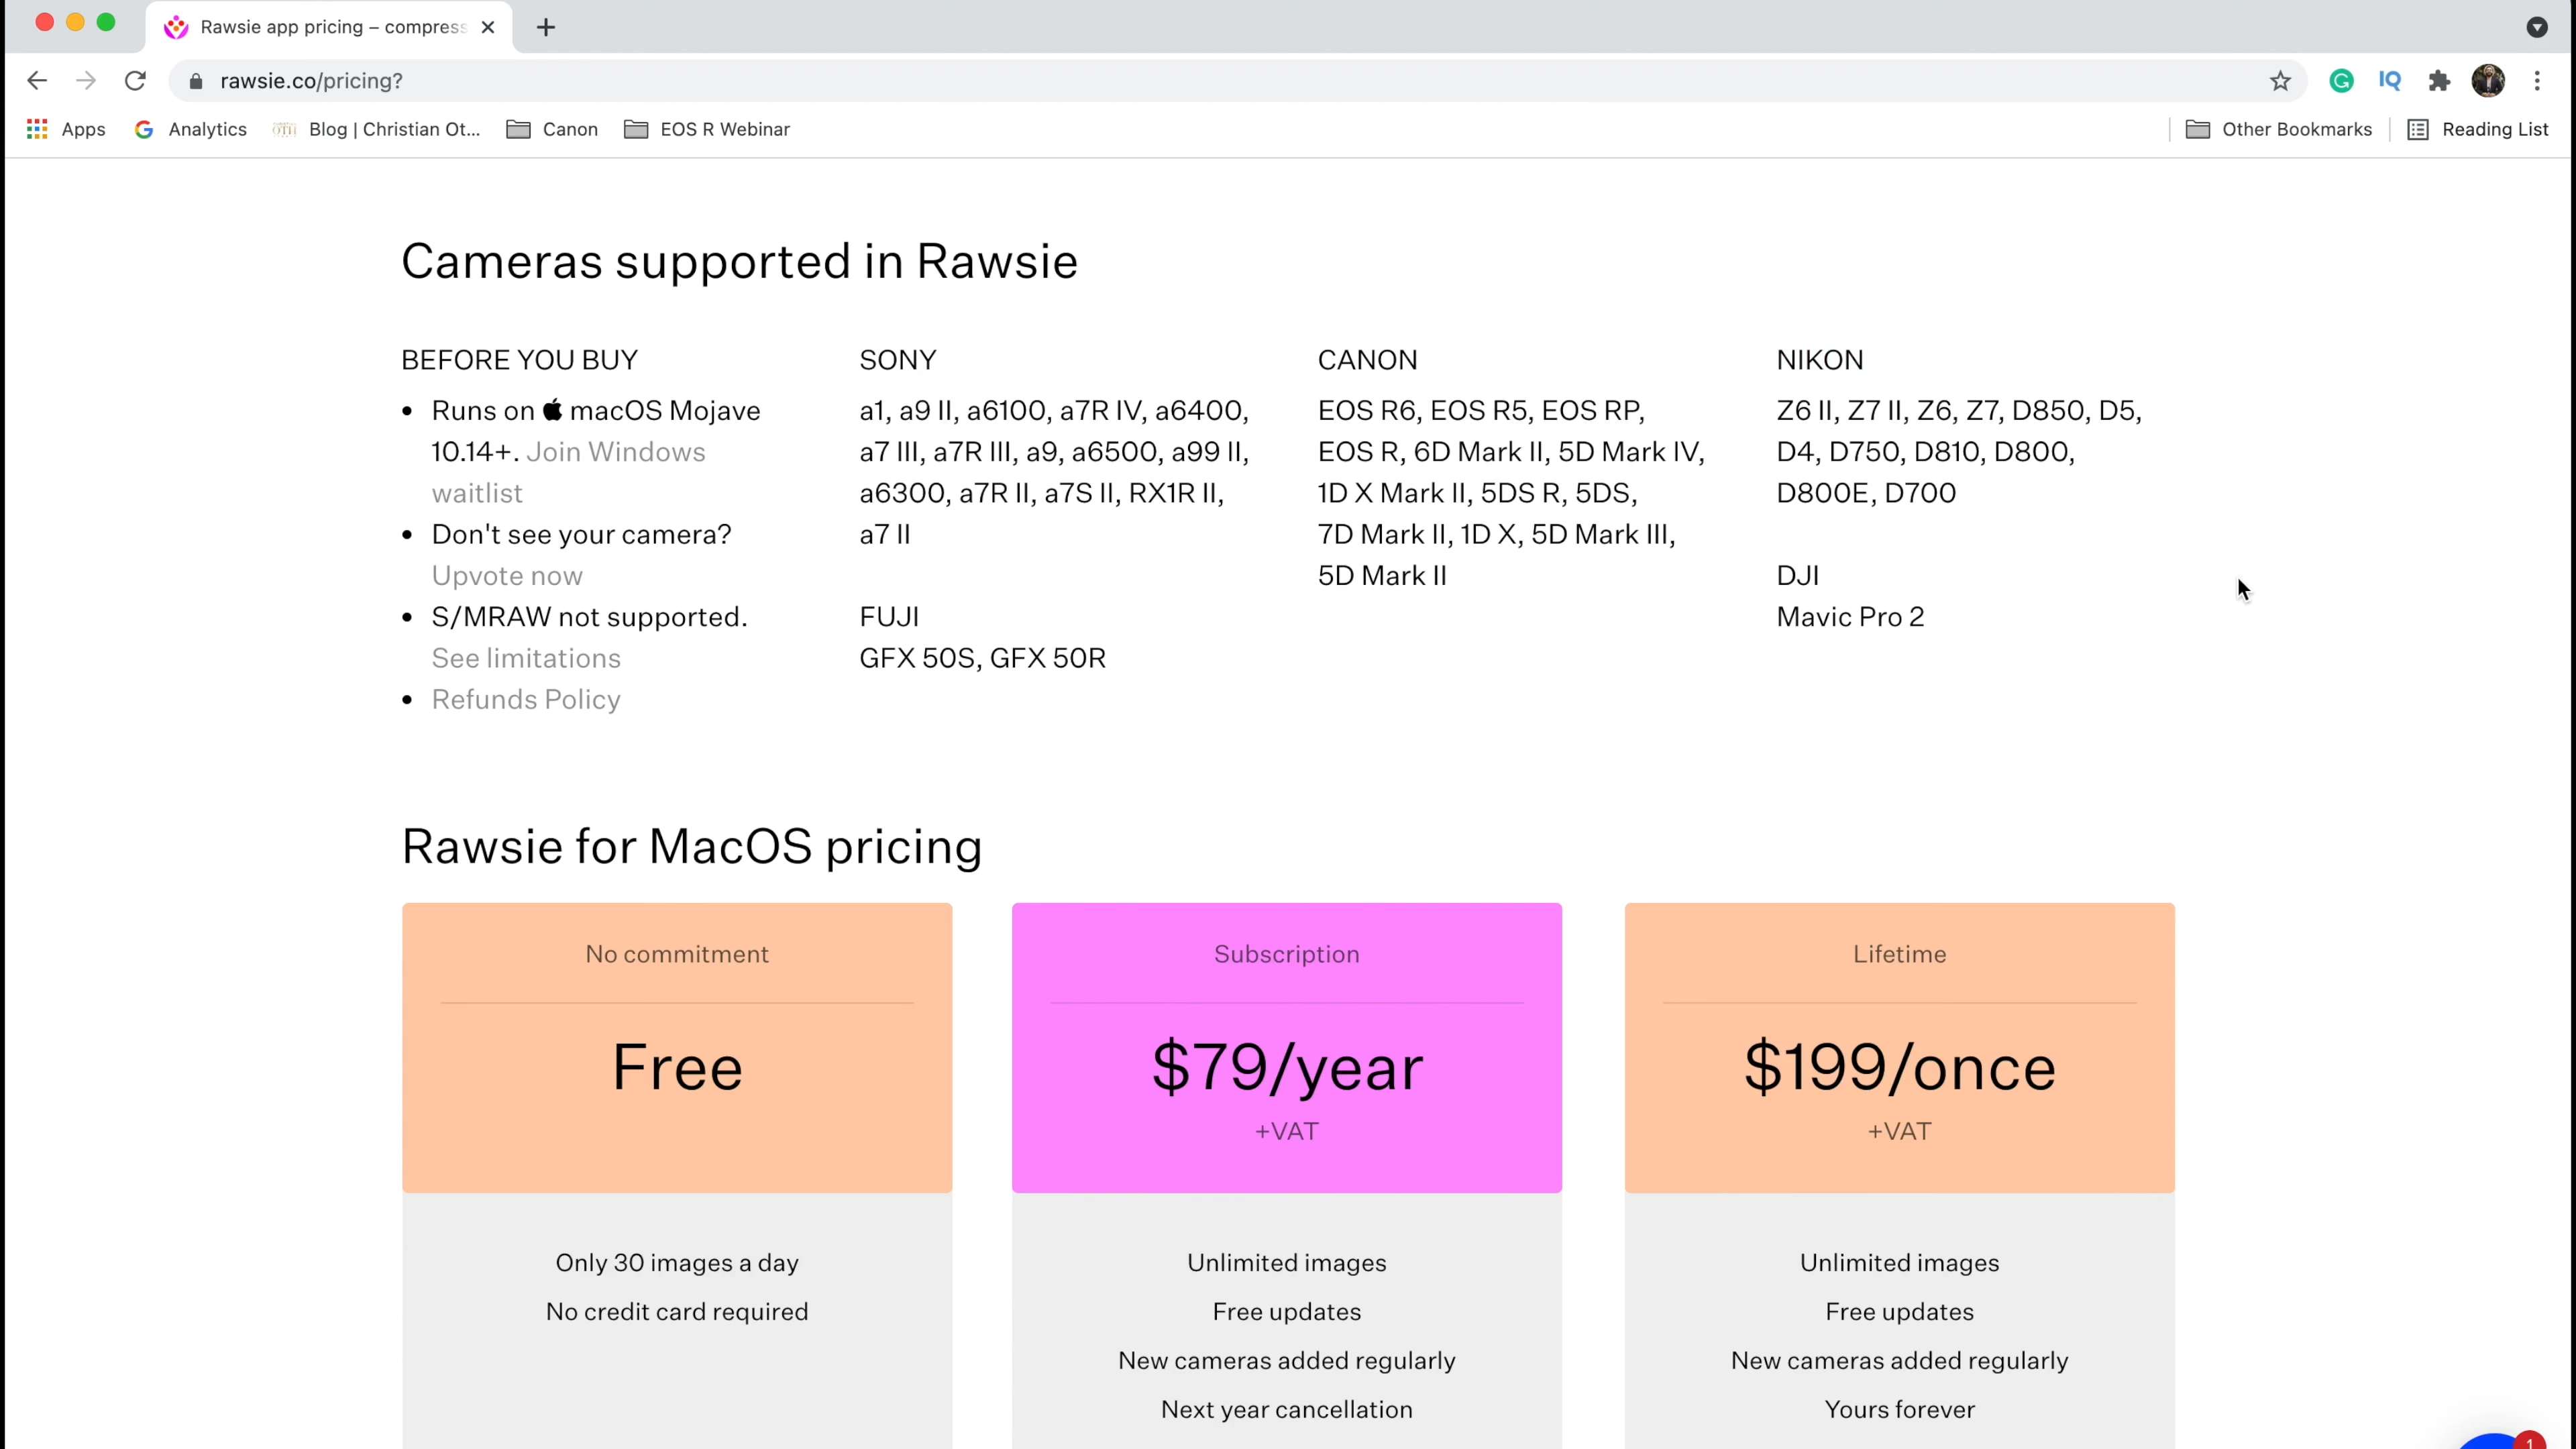 Rawsie app pricing – compress
rawsie.co/pricing?
Apps
Analytics
Blog | Christian Ot...
Canon
EOS R Webinar
Other Bookmarks
Reading List
Cameras supported in Rawsie
BEFORE YOU BUY
Runs on macOS Mojave
10.14+. Join Windows
waitlist
Don't see your camera?
Upvote now
S/MRAW not supported.
See limitations
Refunds Policy
SONY
a1, a9 II, a6100, a7R IV, a6400,
a7 III, a7R III, a9, a6500, a99 II,
a6300, a7R II, a7S II, RX1R II,
a7 II
FUJI
GFX 50S, GFX 50R
CANON
EOS R6, EOS R5, EOS RP,
EOS R, 6D Mark II, 5D Mark IV,
1D X Mark II, 5DS R, 5DS,
7D Mark II, 1D X, 5D Mark III,
5D Mark II
NIKON
Z6 II, Z7 II, Z6, Z7, D850, D5,
D4, D750, D810, D800,
D800E, D700
DJI
Mavic Pro 2
Rawsie for MacOS pricing
No commitment
Free
Only 30 images a day
No credit card required
Subscription
$79/year
+VAT
Unlimited images
Free updates
New cameras added regularly
Next year cancellation
Lifetime
$199/once
+VAT
Unlimited images
Free updates
New cameras added regularly
Yours forever
1
IQ